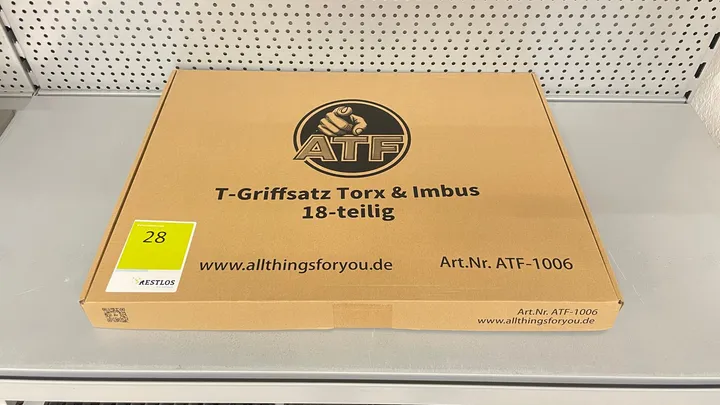 ATF
T-Griffsatz Torx & Imbus
18-teilig
28
RESTLOS
www.allthingsforyou.de
Art.Nr. ATF-1006
Art.Nr. ATF-1006
www.allthingsforyou.de